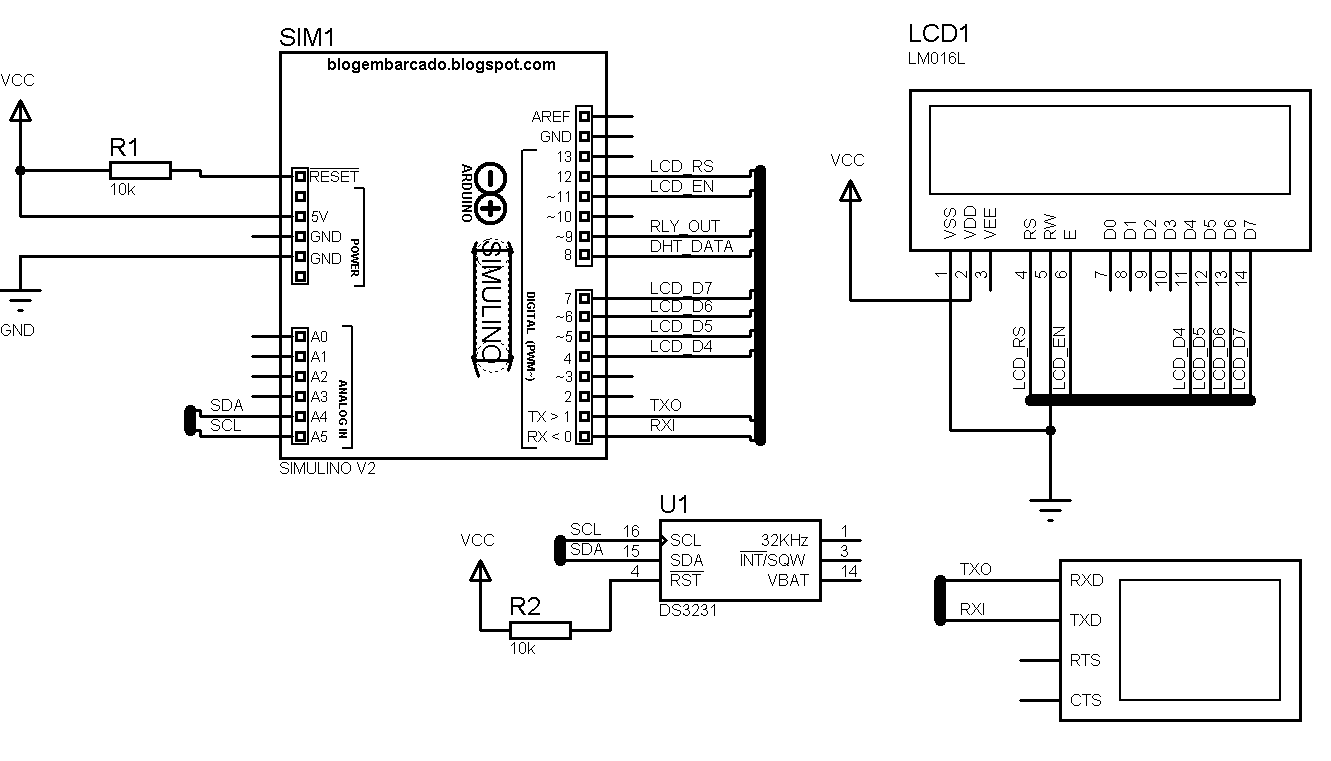 SIM1
blogembarcado.blogspot.com
VCC
R1
10k
RESET
5V
GND
GND
POWER
GND
A0
A1
A2
A3
A4
A5
ANALOG IN
SDA
SCL
SIMULINO V2
ARDUINO
SIMULINO
DIGITAL (PWM~)
AREF
GND
13
12
~11
~10
~9
8
7
~6
~5
4
~3
2
TX > 1
RX < 0
LCD_RS
LCD_EN
RLY_OUT
DHT_DATA
LCD_D7
LCD_D6
LCD_D5
LCD_D4
TXO
RXI
LCD1
LM016L
VCC
VSS
VDD
VEE
RS
RW
E
D0
D1
D2
D3
D4
D5
D6
D7
1
2
3
4
5
6
7
8
9
10
11
12
13
14
LCD_RS
LCD_EN
LCD_D4
LCD_D5
LCD_D6
LCD_D7
U1
VCC
SCL 16 SCL 32KHz 1
SDA 15 SDA INT/SQW 3
4 RST VBAT 14
DS3231
R2
10k
TXO RXD
RXI TXD
RTS
CTS